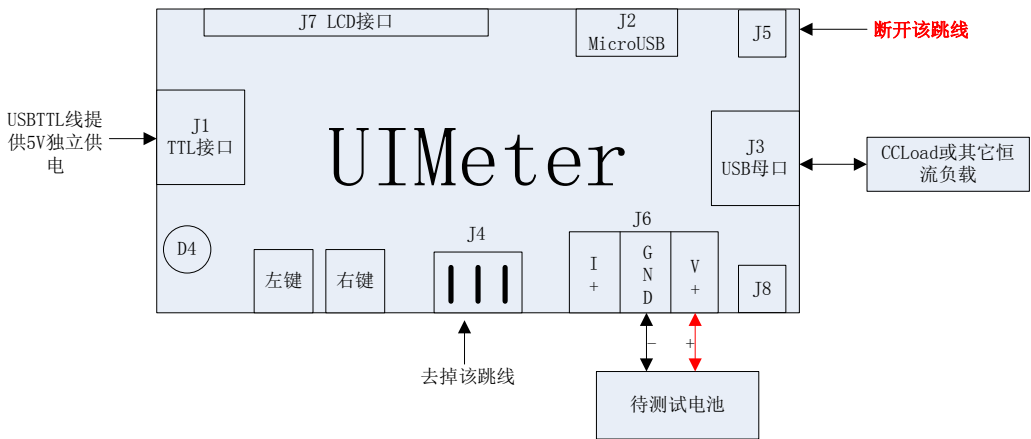 J7 LCD接口
J2
MicroUSB
J5
断开该跳线
USBTTL线提
供5V独立供
电
J1
TTL接口
UIMeter
J3
USB母口
CCLoad或其它恒
流负载
D4
左键
右键
J4
J6
I
+
G
N
D
V
+
J8
去掉该跳线
－
+
待测试电池